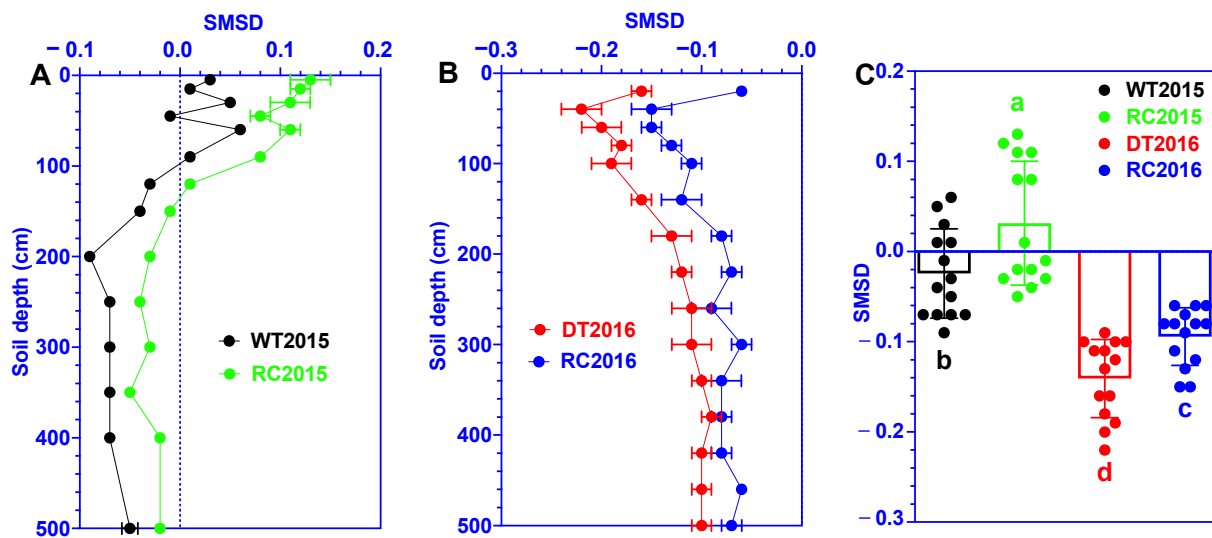 A
SMSD
−0.1 0.0 0.1 0.2
0
100
200
300
400
500
Soil depth (cm)
WT2015
RC2015
B
SMSD
−0.3 −0.2 −0.1 0.0
0
100
200
300
400
500
Soil depth (cm)
DT2016
RC2016
C
0.2
0.1
0.0
−0.1
−0.2
−0.3
SMSD
WT2015
RC2015
DT2016
RC2016
a
b
c
d